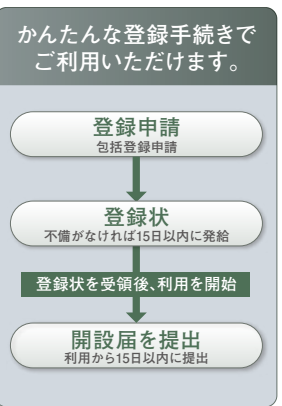 かんたんな登録手続きで
ご利用いただけます。
登録申請
包括登録申請
登録状
不備がなければ15日以内に発給
登録状を受領後、利用を開始
開設届を提出
利用から15日以内に提出